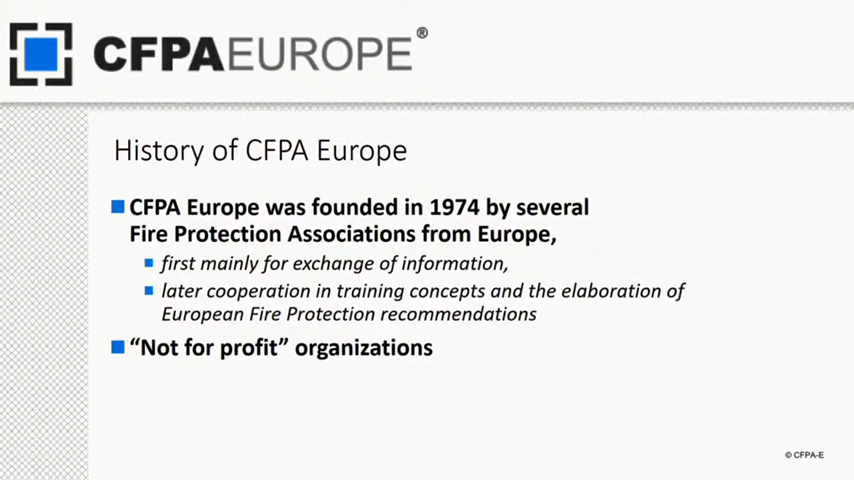 CFPAEUROPE®
History of CFPA Europe
CFPA Europe was founded in 1974 by several
Fire Protection Associations from Europe,
first mainly for exchange of information,
later cooperation in training concepts and the elaboration of
European Fire Protection recommendations
“Not for profit” organizations
© CFPA-E